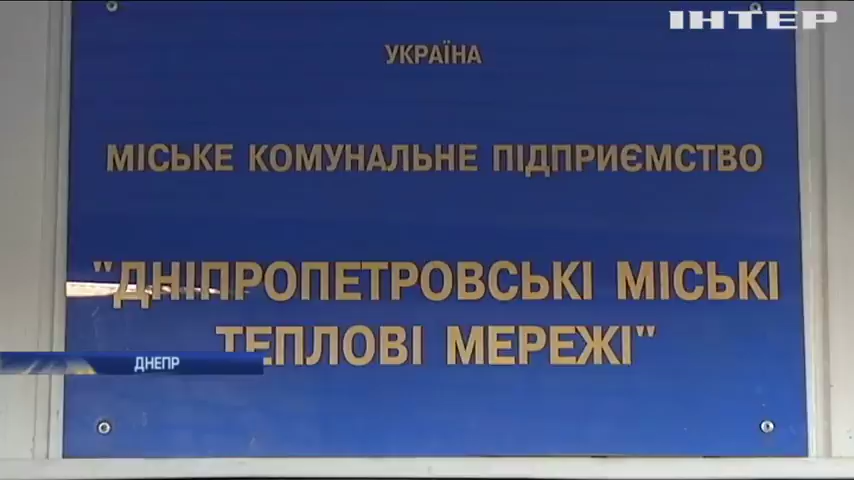 ІНТЕР
УКРАЇНА
МІСЬКЕ КОМУНАЛЬНЕ ПІДПРИЄМСТВО
"ДНІПРОПЕТРОВСЬКІ МІСЬКІ
ТЕПЛОВІ МЕРЕЖІ"
ДНЕПР